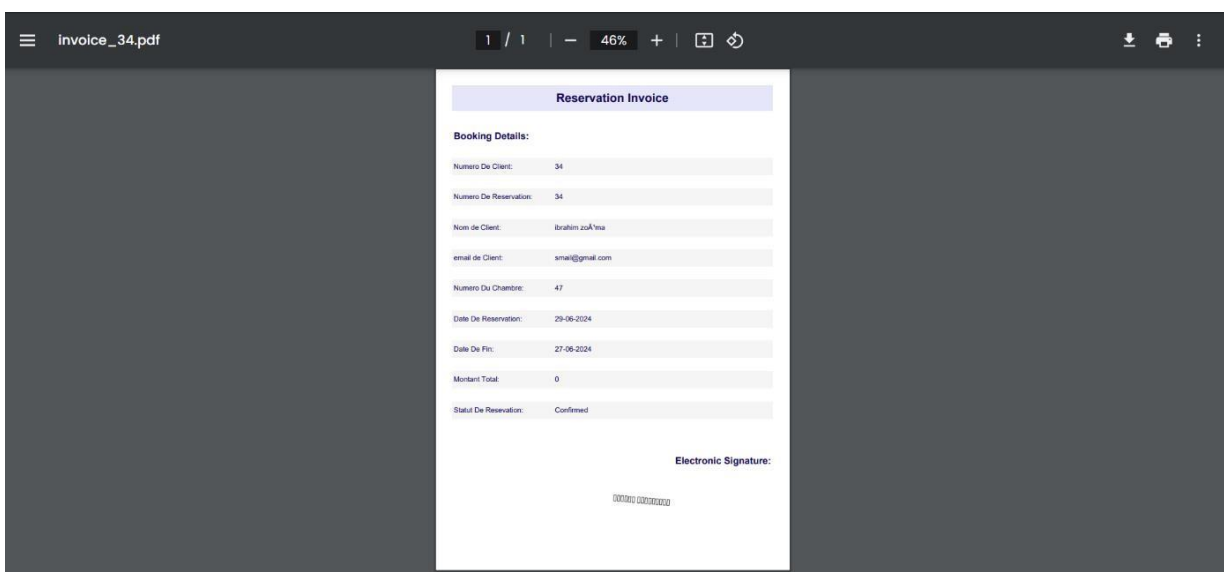 invoice_34.pdf
1 / 1 | − 46% + |
Reservation Invoice
Booking Details:
Numero De Client: 34
Numero De Reservation: 34
Nom de Client: ibrahim zoÃ¹ma
email de Client: smail@gmail.com
Numero Du Chambre: 47
Date De Reservation: 29-06-2024
Date De Fin: 27-06-2024
Montant Total: 0
Statut De Resevation: Confirmed
Electronic Signature: